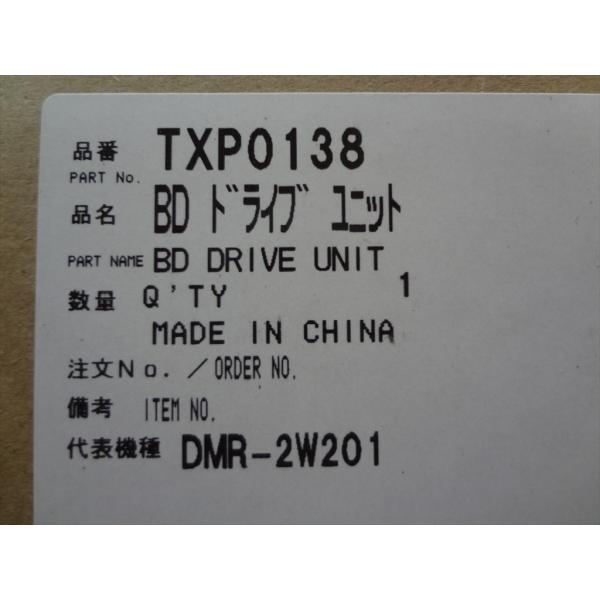 品番 TXP0138
PART No.
品名 BD ﾄﾞﾗｲﾌﾞ ﾕﾆｯﾄ
PART NAME BD DRIVE UNIT
数量 Q'TY 1
MADE IN CHINA
注文No. ／ORDER NO.
備考 ITEM NO.
代表機種 DMR-2W201